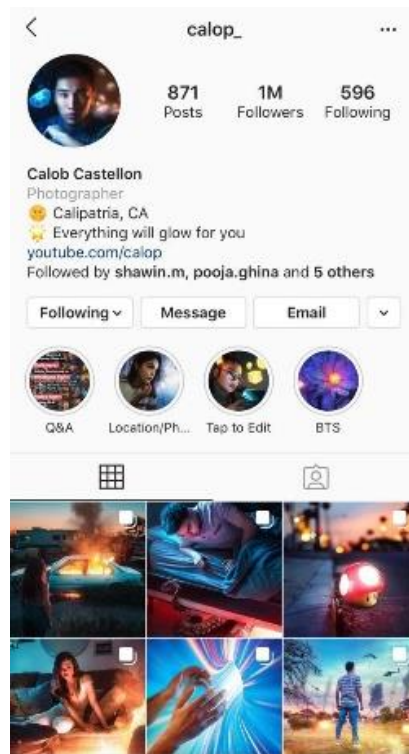 calop_
871 1M 596
Posts Followers Following
Calob Castellon
Photographer
Calipatria, CA
Everything will glow for you
youtube.com/calop
Followed by shawin.m, pooja.ghina and 5 others
Following Message Email
Q&A Location/Ph... Tap to Edit BTS